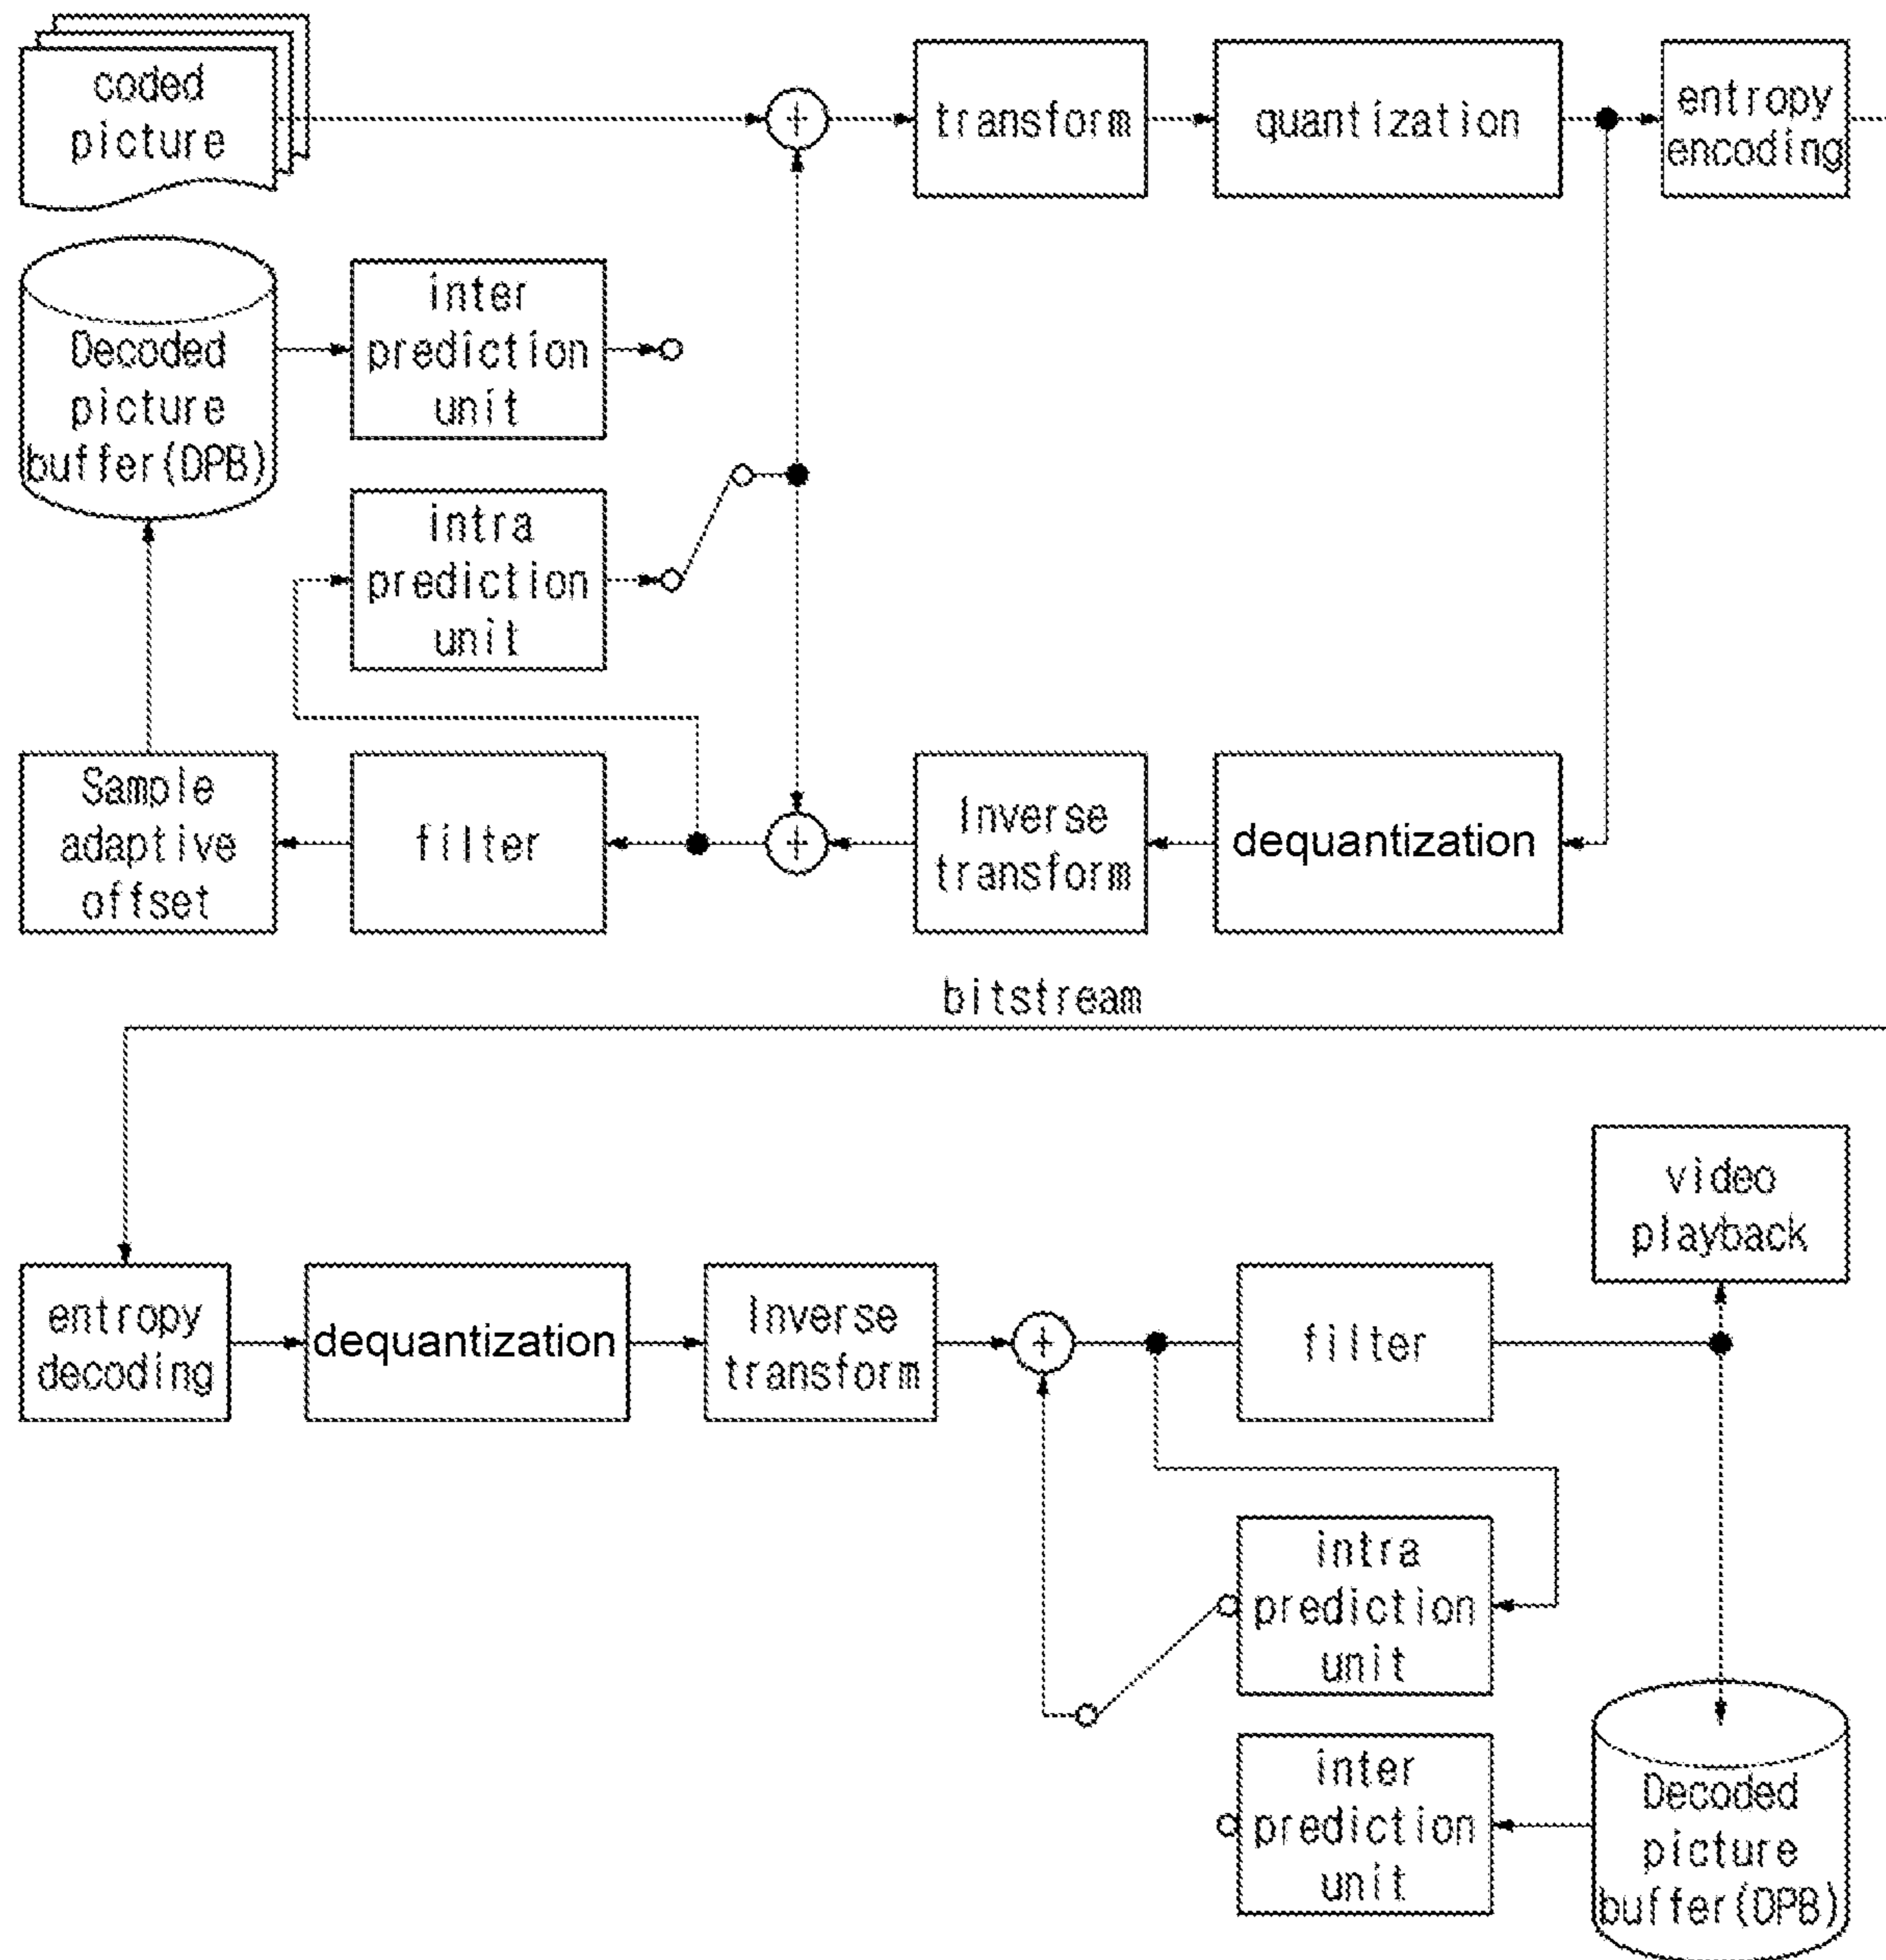 coded
picture
+
transform
quantization
entropy
encoding
Decoded
picture
buffer(DPB)
inter
prediction
unit
intra
prediction
unit
Sample
adaptive
offset
filter
+
Inverse
transform
dequantization
bitstream
video
playback
entropy
decoding
dequantization
Inverse
transform
+
filter
intra
prediction
unit
inter
prediction
unit
Decoded
picture
buffer(DPB)